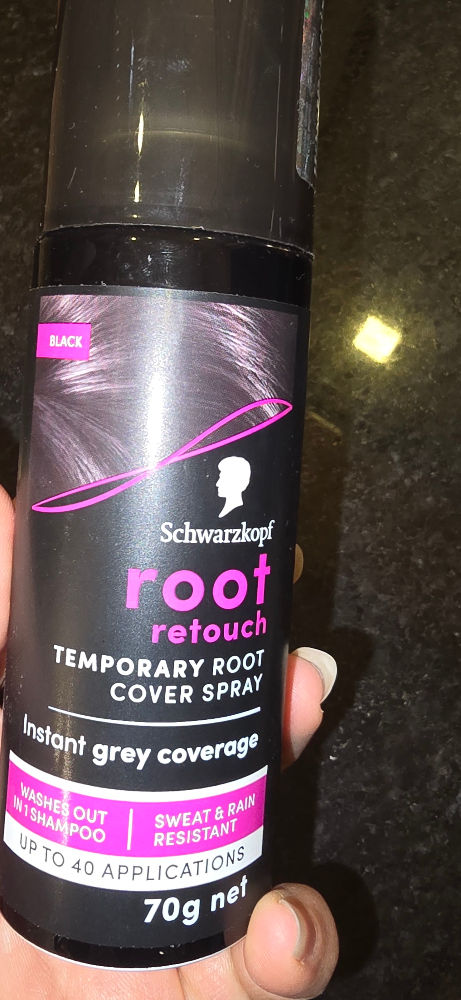 BLACK
Schwarzkopf
root
retouch
TEMPORARY ROOT
COVER SPRAY
Instant grey coverage
WASHES OUT
IN 1 SHAMPOO
SWEAT & RAIN
RESISTANT
UP TO 40 APPLICATIONS
70g net